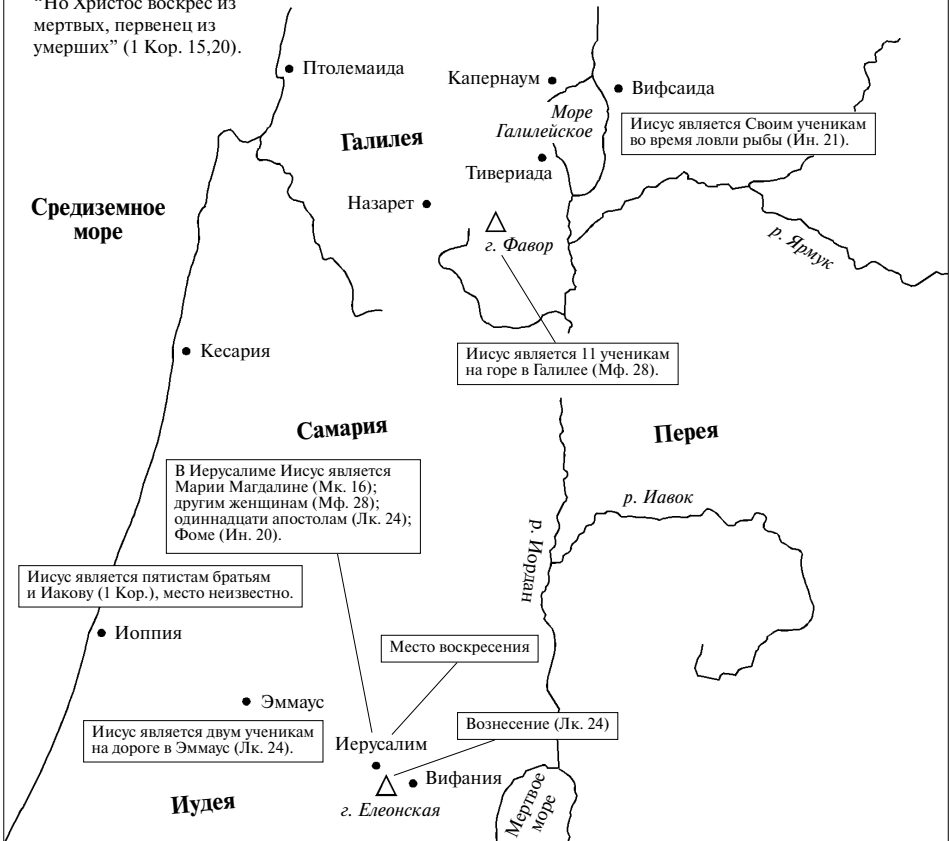 “Но Христос воскрес из
мертвых, первенец из
умерших” (1 Кор. 15,20).
Птолемаида
Капернаум
Вифсаида
Море
Галилейское
Иисус является Своим ученикам
во время ловли рыбы (Ин. 21).
Галилея
Тивериада
Назарет
Средиземное
море
г. Фавор
р. Ярмук
Кесария
Иисус является 11 ученикам
на горе в Галилее (Мф. 28).
Самария
Перея
В Иерусалиме Иисус является
Марии Магдалине (Мк. 16);
другим женщинам (Мф. 28);
одиннадцати апостолам (Лк. 24);
Фоме (Ин. 20).
р. Иавок
р. Иордан
Иисус является пятистам братьям
и Иакову (1 Кор.), место неизвестно.
Иоппия
Место воскресения
Эммаус
Иисус является двум ученикам
на дороге в Эммаус (Лк. 24).
Вознесение (Лк. 24)
Иерусалим
Вифания
г. Елеонская
Иудея
Мертвое
море